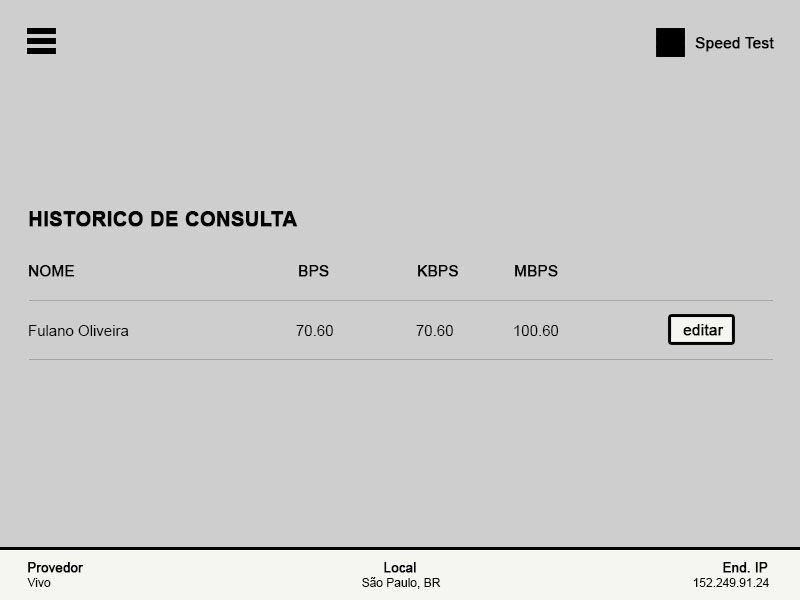 Speed Test
HISTORICO DE CONSULTA
NOME BPS KBPS MBPS
Fulano Oliveira 70.60 70.60 100.60 editar
Provedor Local End. IP
Vivo São Paulo, BR 152.249.91.24